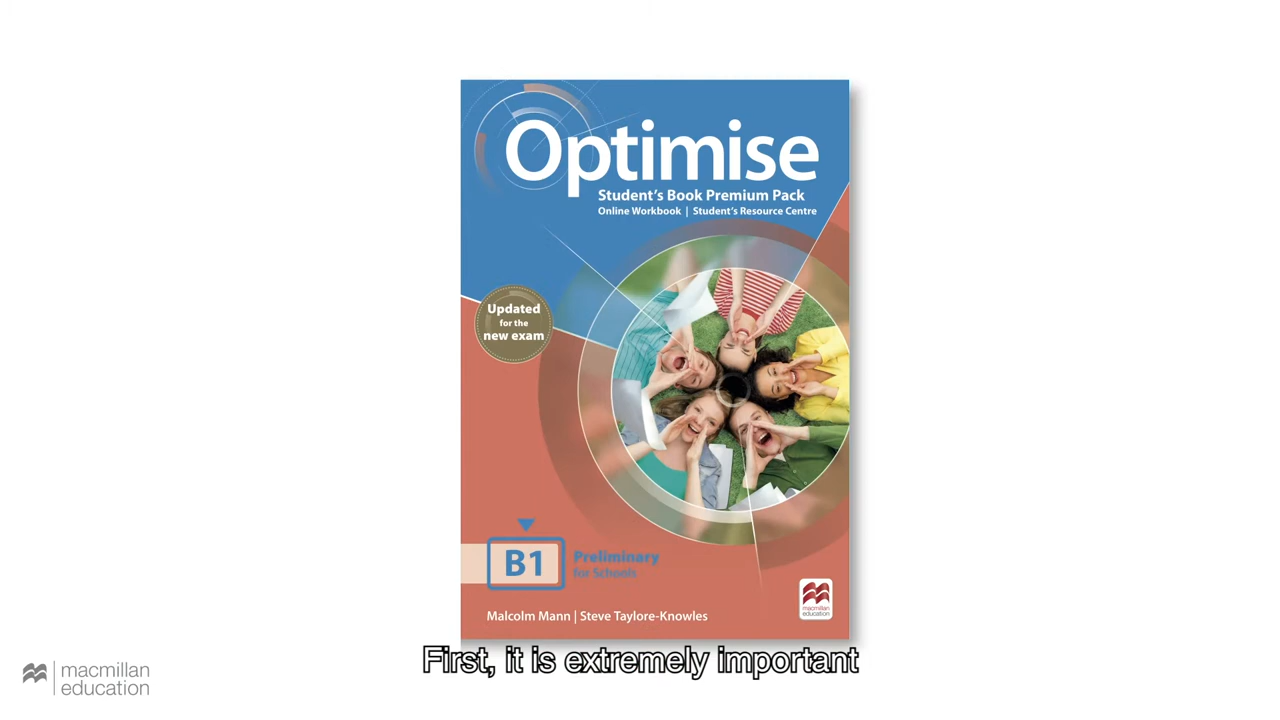 Optimise
Student's Book Premium Pack
Online Workbook | Student's Resource Centre
Updated
for the
new exam
B1
Preliminary
for Schools
Malcolm Mann | Steve Taylore-Knowles
macmillan
education
First, it is extremely important
macmillan
education